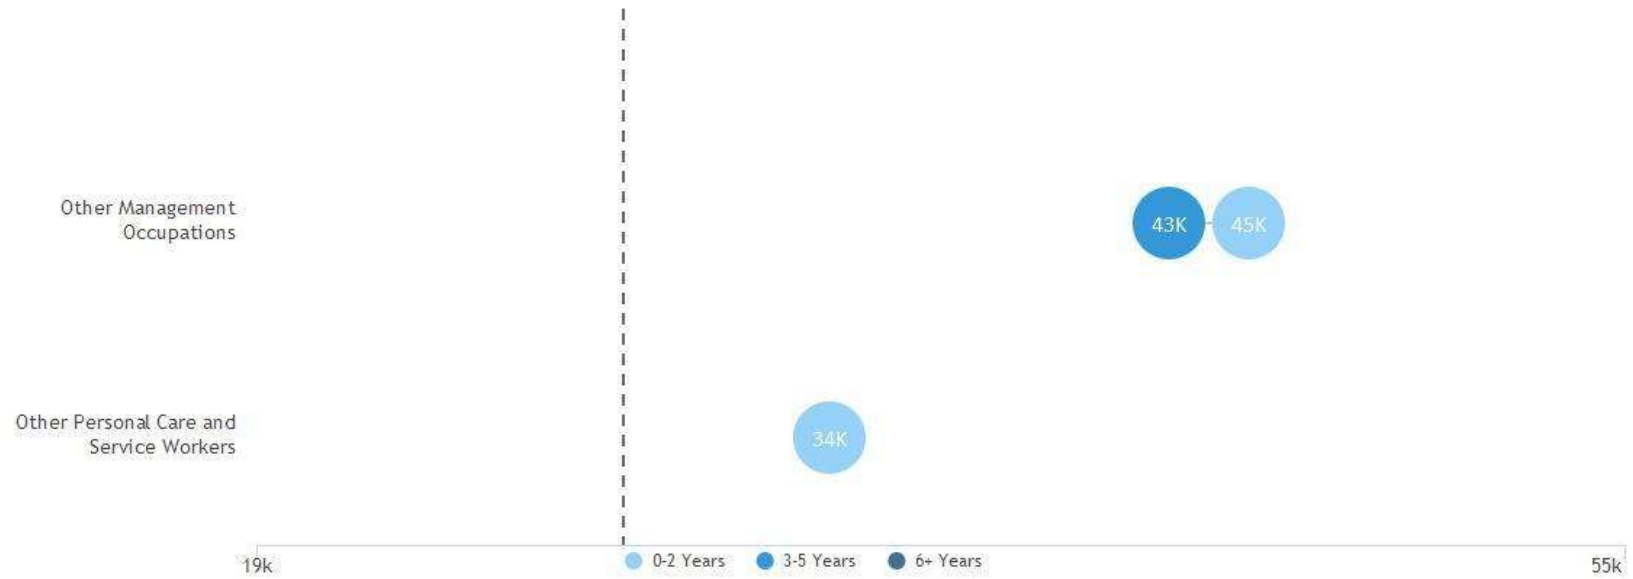 Other Management
Occupations
43K
45K
Other Personal Care and
Service Workers
34K
19k
0-2 Years
3-5 Years
6+ Years
55k